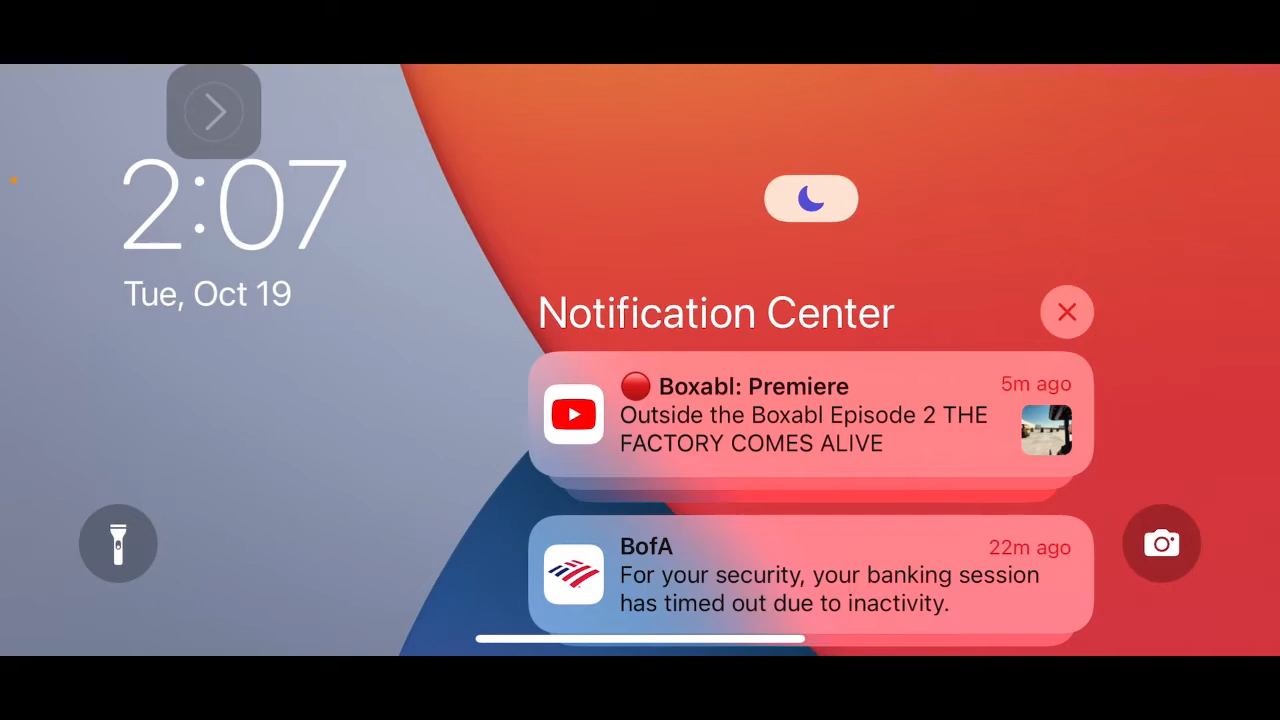 2:07
Tue, Oct 19
Notification Center
Boxabl: Premiere
5m ago
Outside the Boxabl Episode 2 THE
FACTORY COMES ALIVE
BofA
22m ago
For your security, your banking session
has timed out due to inactivity.